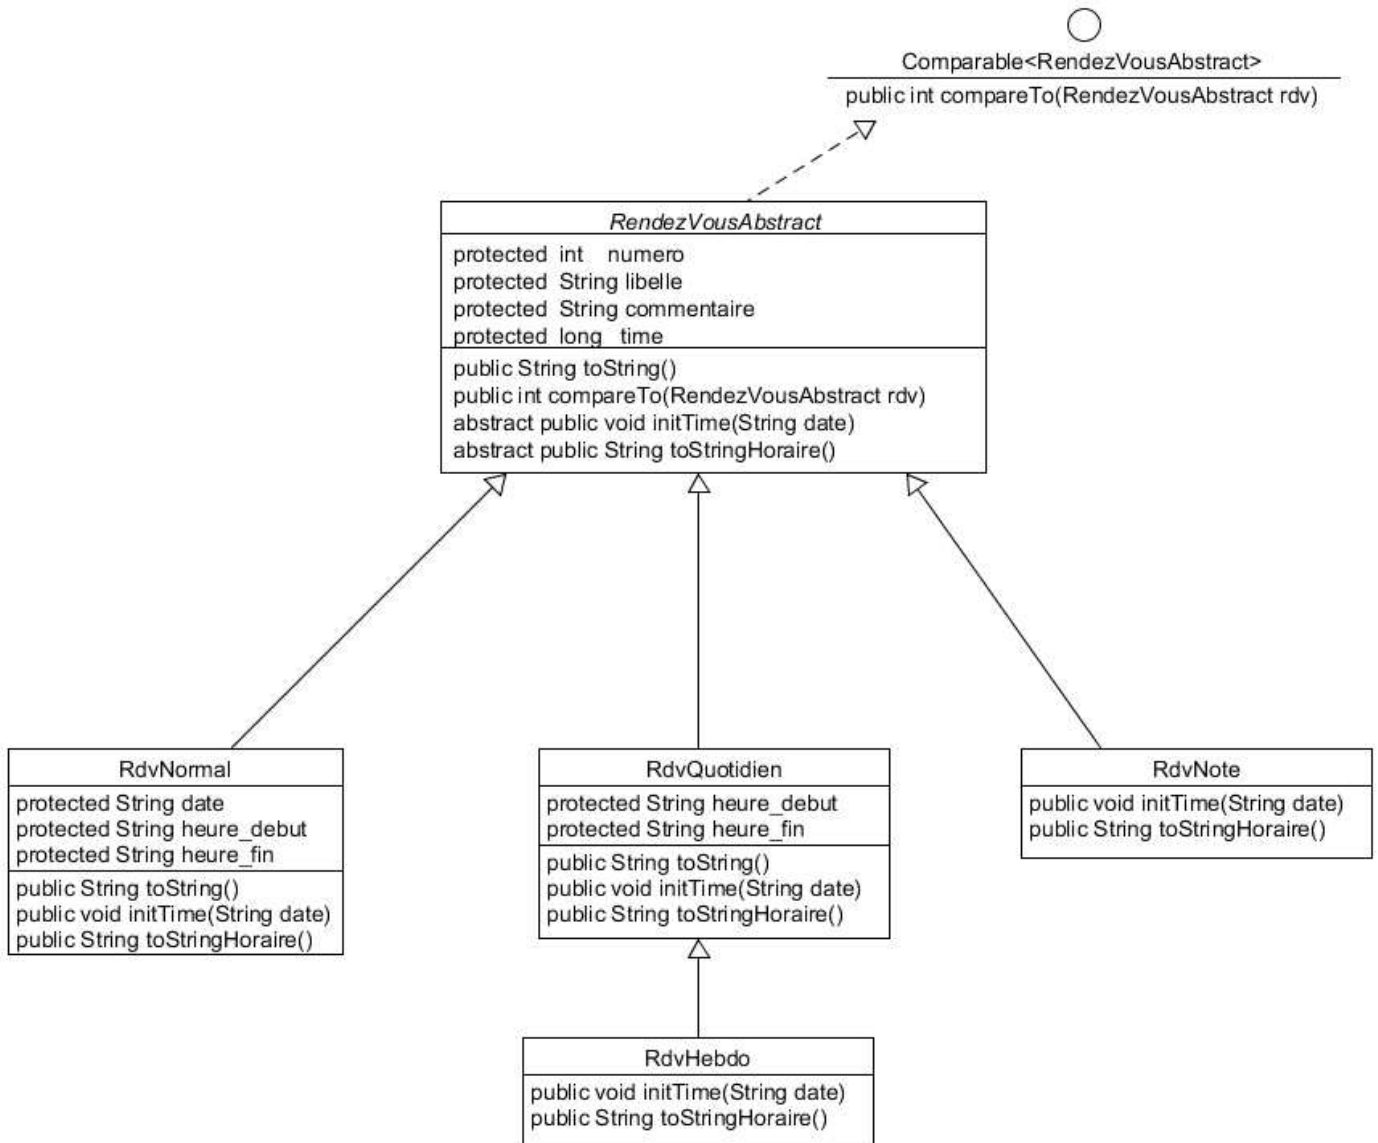 Comparable<RendezVousAbstract>
public int compareTo(RendezVousAbstract rdv)
RendezVousAbstract
protected int numero
protected String libelle
protected String commentaire
protected long time
public String toString()
public int compareTo(RendezVousAbstract rdv)
abstract public void initTime(String date)
abstract public String toStringHoraire()
RdvNormal
protected String date
protected String heure_debut
protected String heure_fin
public String toString()
public void initTime(String date)
public String toStringHoraire()
RdvQuotidien
protected String heure_debut
protected String heure_fin
public String toString()
public void initTime(String date)
public String toStringHoraire()
RdvNote
public void initTime(String date)
public String toStringHoraire()
RdvHebdo
public void initTime(String date)
public String toStringHoraire()